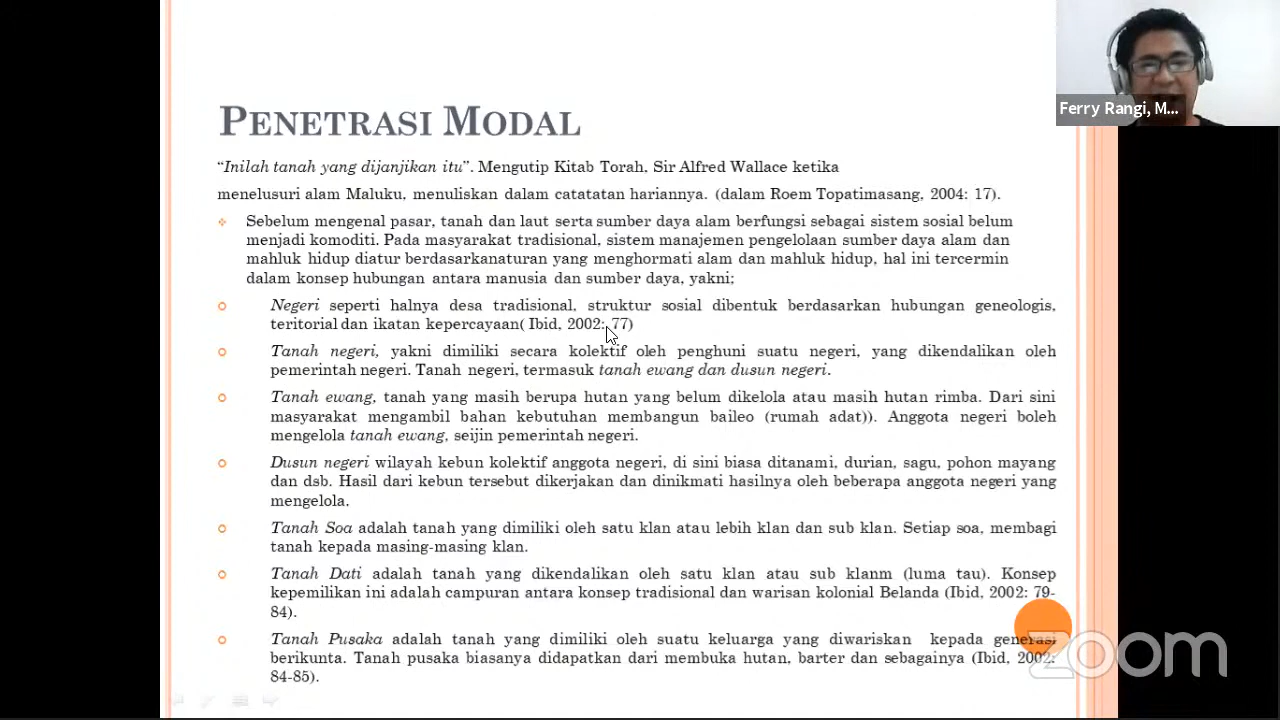 PENETRASI MODAL
“Inilah tanah yang dijanjikan itu”. Mengutip Kitab Torah, Sir Alfred Wallace ketika
menelusuri alam Maluku, menuliskan dalam catatatan hariannya. (dalam Roem Topatimasang, 2004: 17).
Sebelum mengenal pasar, tanah dan laut serta sumber daya alam berfungsi sebagai sistem sosial belum
menjadi komoditi. Pada masyarakat tradisional, sistem manajemen pengelolaan sumber daya alam dan
mahluk hidup diatur berdasarkanaturan yang menghormati alam dan mahluk hidup, hal ini tercermin
dalam konsep hubungan antara manusia dan sumber daya, yakni;
Negeri seperti halnya desa tradisional, struktur sosial dibentuk berdasarkan hubungan geneologis,
teritorial dan ikatan kepercayaan( Ibid, 2002: 77)
Tanah negeri, yakni dimiliki secara kolektif oleh penghuni suatu negeri, yang dikendalikan oleh
pemerintah negeri. Tanah negeri, termasuk tanah ewang dan dusun negeri.
Tanah ewang, tanah yang masih berupa hutan yang belum dikelola atau masih hutan rimba. Dari sini
masyarakat mengambil bahan kebutuhan membangun baileo (rumah adat)). Anggota negeri boleh
mengelola tanah ewang, seijin pemerintah negeri.
Dusun negeri wilayah kebun kolektif anggota negeri, di sini biasa ditanami, durian, sagu, pohon mayang
dan dsb. Hasil dari kebun tersebut dikerjakan dan dinikmati hasilnya oleh beberapa anggota negeri yang
mengelola.
Tanah Soa adalah tanah yang dimiliki oleh satu klan atau lebih klan dan sub klan. Setiap soa, membagi
tanah kepada masing-masing klan.
Tanah Dati adalah tanah yang dikendalikan oleh satu klan atau sub klanm (luma tau). Konsep
kepemilikan ini adalah campuran antara konsep tradisional dan warisan kolonial Belanda (Ibid, 2002: 79-
84).
Tanah Pusaka adalah tanah yang dimiliki oleh suatu keluarga yang diwariskan kepada generasi
berikunta. Tanah pusaka biasanya didapatkan dari membuka hutan, barter dan sebagainya (Ibid, 2002:
84-85).
Ferry Rangi, M...
zoom